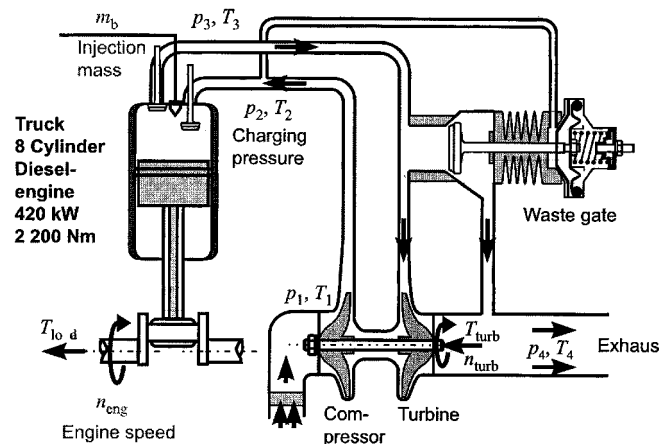 m_b
p_3, T_3
Injection
mass
p_2, T_2
Charging
pressure
Truck
8 Cylinder
Diesel-
engine
420 kW
2 200 Nm
Waste gate
p_1, T_1
T_lo d
T_turb
n_turb
p_4, T_4
Exhaus
n_eng
Engine speed
Com-
pressor
Turbine